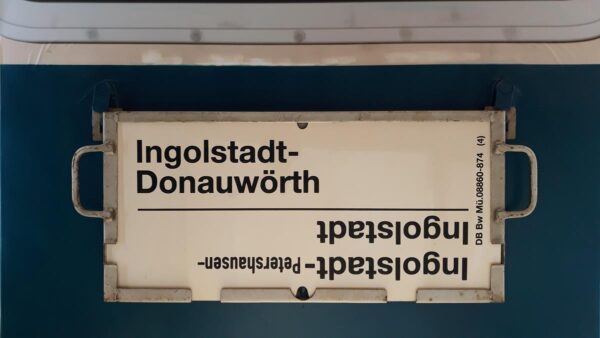 Ingolstadt-
Donauwörth
Ingolstadt-Petershausen-
Ingolstadt
DB Bw Mü.08860-874 (4)